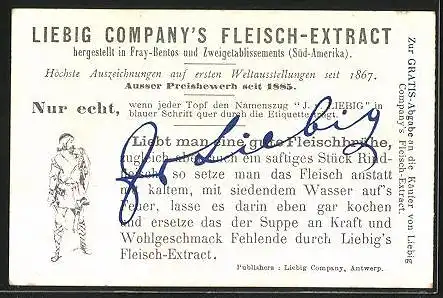 LIEBIG COMPANY'S FLEISCH-EXTRACT
hergestellt in Fray-Bentos und Zweigetablissements (Süd-Amerika).
Höchste Auszeichnungen auf ersten Weltausstellungen seit 1867.
Ausser Preisbewerb seit 1885.
Nur echt, wenn jeder Topf den Namenszug "J. v. LIEBIG" in
blauer Schrift quer durch die Etiquette trägt.
J v Liebig
Liebt man eine gute Fleischbrühe,
zugleich aber auch ein saftiges Stück Rind-
so setze man das Fleisch anstatt
mit kaltem, mit siedendem Wasser auf's
Feuer, lasse es darin eben gar kochen
und ersetze das der Suppe an Kraft und
Wohlgeschmack Fehlende durch Liebig's
Fleisch-Extract.
Publishers : Liebig Company, Antwerp.
Zur GRATIS-Abgabe an die Käufer von Liebig
Company's Fleisch-Extract.